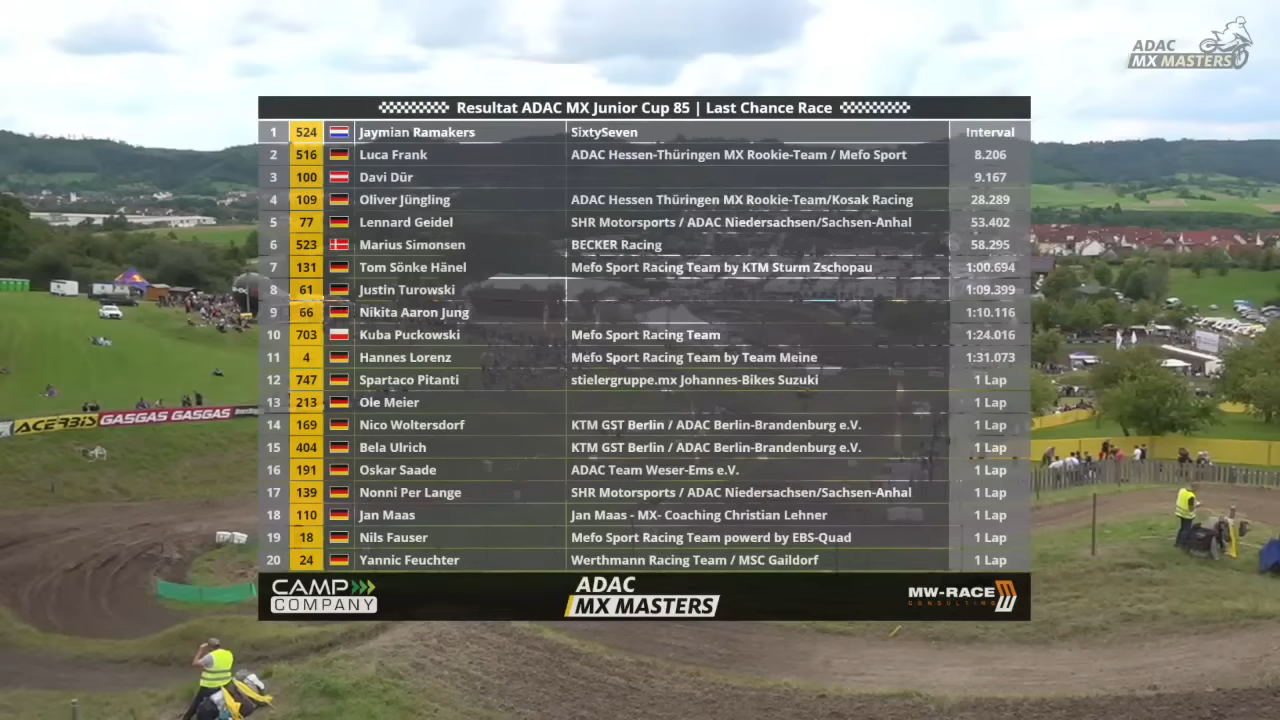 ADAC
MX MASTERS
Resultat ADAC MX Junior Cup 85 | Last Chance Race
1 524 Jaymian Ramakers SixtySeven Interval
2 516 Luca Frank ADAC Hessen-Thüringen MX Rookie-Team / Mefo Sport 8.206
3 100 Davi Dür 9.167
4 109 Oliver Jüngling ADAC Hessen Thüringen MX Rookie-Team/Kosak Racing 28.289
5 77 Lennard Geidel SHR Motorsports / ADAC Niedersachsen/Sachsen-Anhal 53.402
6 523 Marius Simonsen BECKER Racing 58.295
7 131 Tom Sönke Hänel Mefo Sport Racing Team by KTM Sturm Zschopau 1:00.694
8 61 Justin Turowski 1:09.399
9 66 Nikita Aaron Jung 1:10.116
10 703 Kuba Puckowski Mefo Sport Racing Team 1:24.016
11 4 Hannes Lorenz Mefo Sport Racing Team by Team Meine 1:31.073
12 747 Spartaco Pitanti stielergruppe.mx Johannes-Bikes Suzuki 1 Lap
13 213 Ole Meier 1 Lap
14 169 Nico Woltersdorf KTM GST Berlin / ADAC Berlin-Brandenburg e.V. 1 Lap
15 404 Bela Ulrich KTM GST Berlin / ADAC Berlin-Brandenburg e.V. 1 Lap
16 191 Oskar Saade ADAC Team Weser-Ems e.V. 1 Lap
17 139 Nonni Per Lange SHR Motorsports / ADAC Niedersachsen/Sachsen-Anhal 1 Lap
18 110 Jan Maas Jan Maas - MX- Coaching Christian Lehner 1 Lap
19 18 Nils Fauser Mefo Sport Racing Team powerd by EBS-Quad 1 Lap
20 24 Yannic Feuchter Werthmann Racing Team / MSC Gaildorf 1 Lap
ACERBIS GASGAS GASGAS
CAMP
COMPANY
ADAC
MX MASTERS
MW-RACE
CONSULTING